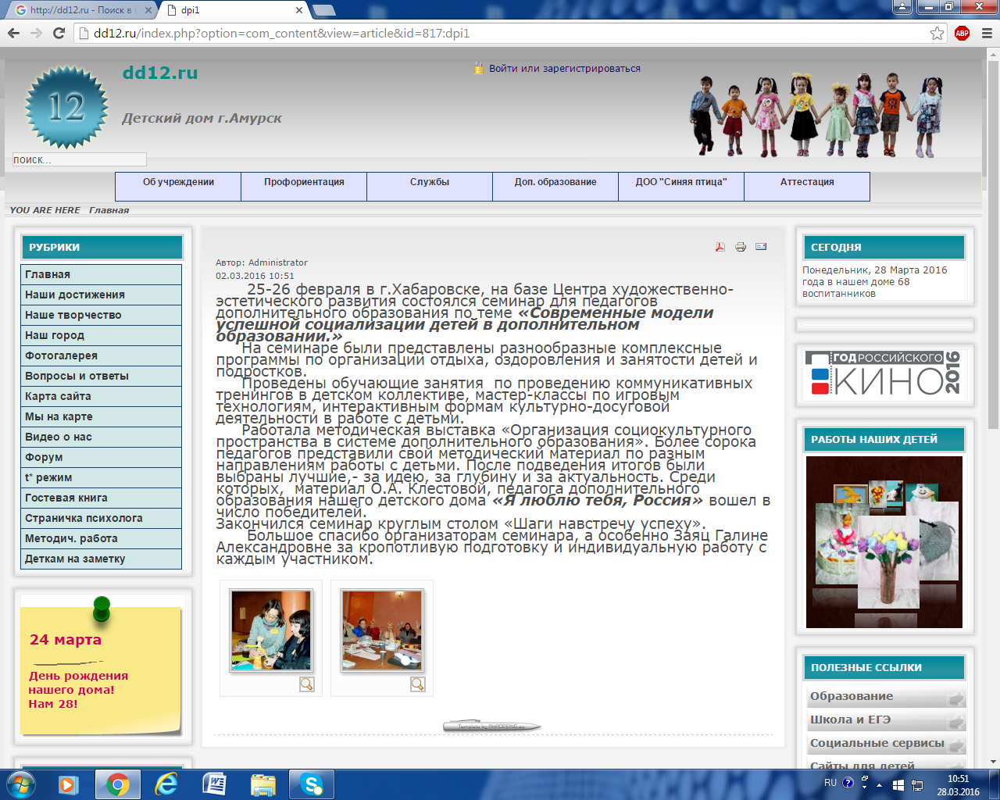 http://dd12.ru - Поиск в G
dpi1
dd12.ru/index.php?option=com_content&view=article&id=817:dpi1
ABP
dd12.ru
Войти или зарегистрироваться
12
Детский дом г.Амурск
поиск...
Об учреждении
Профориентация
Службы
Доп. образование
ДОО "Синяя птица"
Аттестация
YOU ARE HERE Главная
РУБРИКИ
Главная
Наши достижения
Наше творчество
Наш город
Фотогалерея
Вопросы и ответы
Карта сайта
Мы на карте
Видео о нас
Форум
t* режим
Гостевая книга
Страничка психолога
Методич. работа
Деткам на заметку
24 марта
День рождения
нашего дома!
Нам 28!
Автор: Administrator
02.03.2016 10:51
25-26 февраля в г.Хабаровске, на базе Центра художественно-
эстетического развития состоялся семинар для педагогов
дополнительного образования по теме «Современные модели
успешной социализации детей в дополнительном
образовании.»
На семинаре были представлены разнообразные комплексные
программы по организации отдыха, оздоровления и занятости детей и
подростков.
Проведены обучающие занятия по проведению коммуникативных
тренингов в детском коллективе, мастер-классы по игровым
технологиям, интерактивным формам культурно-досуговой
деятельности в работе с детьми.
Работала методическая выставка «Организация социокультурного
пространства в системе дополнительного образования». Более сорока
педагогов представили свой методический материал по разным
направлениям работы с детьми. После подведения итогов были
выбраны лучшие,- за идею, за глубину и за актуальность. Среди
которых, материал О.А. Клестовой, педагога дополнительного
образования нашего детского дома «Я люблю тебя, Россия» вошел в
число победителей.
Закончился семинар круглым столом «Шаги навстречу успеху».
Большое спасибо организаторам семинара, а особенно Заяц Галине
Александровне за кропотливую подготовку и индивидуальную работу с
каждым участником.
СЕГОДНЯ
Понедельник, 28 Марта 2016
года в нашем доме 68
воспитанников
ГОД РОССИЙСКОГО
КИНО
2016
РАБОТЫ НАШИХ ДЕТЕЙ
ПОЛЕЗНЫЕ ССЫЛКИ
Образование
Школа и ЕГЭ
Социальные сервисы
Сайты для детей
RU
10:51
28.03.2016